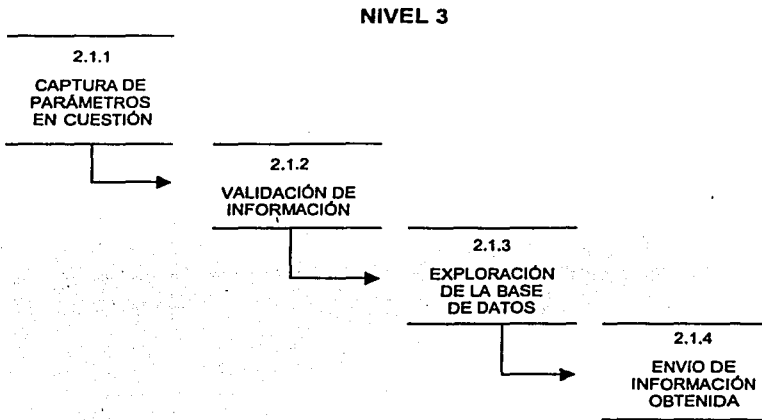 NIVEL 3
2.1.1
CAPTURA DE
PARÁMETROS
EN CUESTIÓN
2.1.2
VALIDACIÓN DE
INFORMACIÓN
2.1.3
EXPLORACIÓN
DE LA BASE
DE DATOS
2.1.4
ENVIO DE
INFORMACIÓN
OBTENIDA